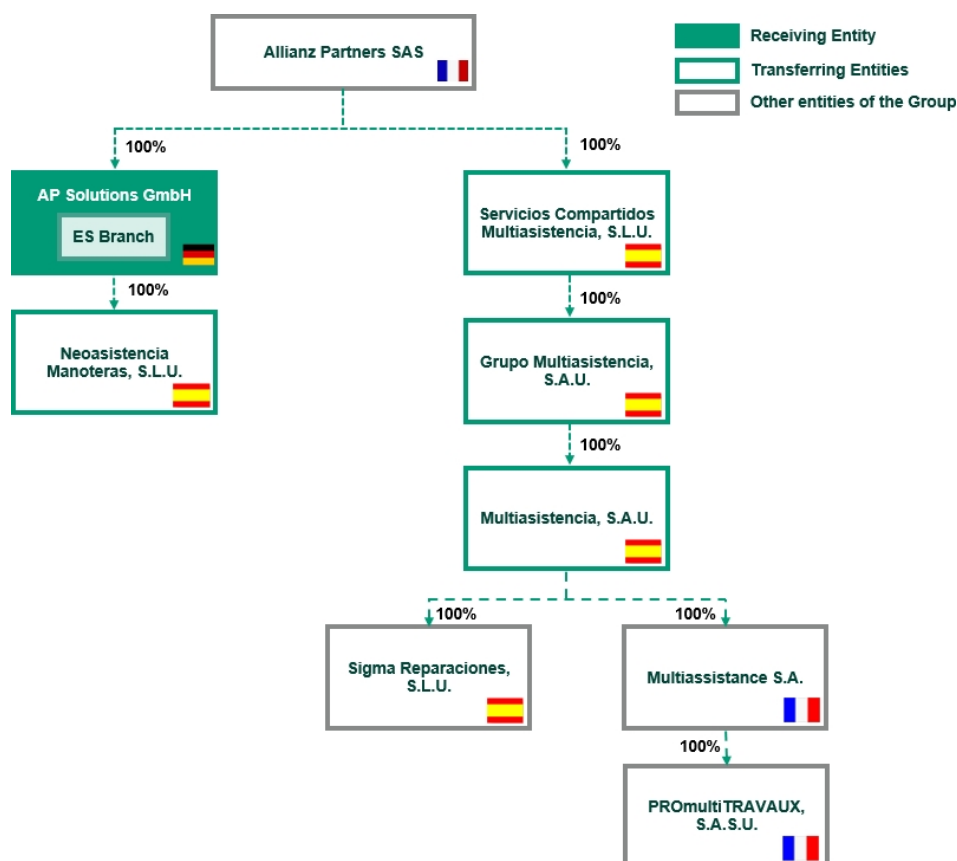 Allianz Partners SAS
Receiving Entity
Transferring Entities
Other entities of the Group
100%
100%
AP Solutions GmbH
ES Branch
Servicios Compartidos
Multiasistencia, S.L.U.
100%
100%
Neoasistencia
Manoteras, S.L.U.
Grupo Multiasistencia,
S.A.U.
100%
Multiasistencia, S.A.U.
100%
100%
Sigma Reparaciones,
S.L.U.
Multiassistance S.A.
100%
PROmultiTRAVAUX,
S.A.S.U.